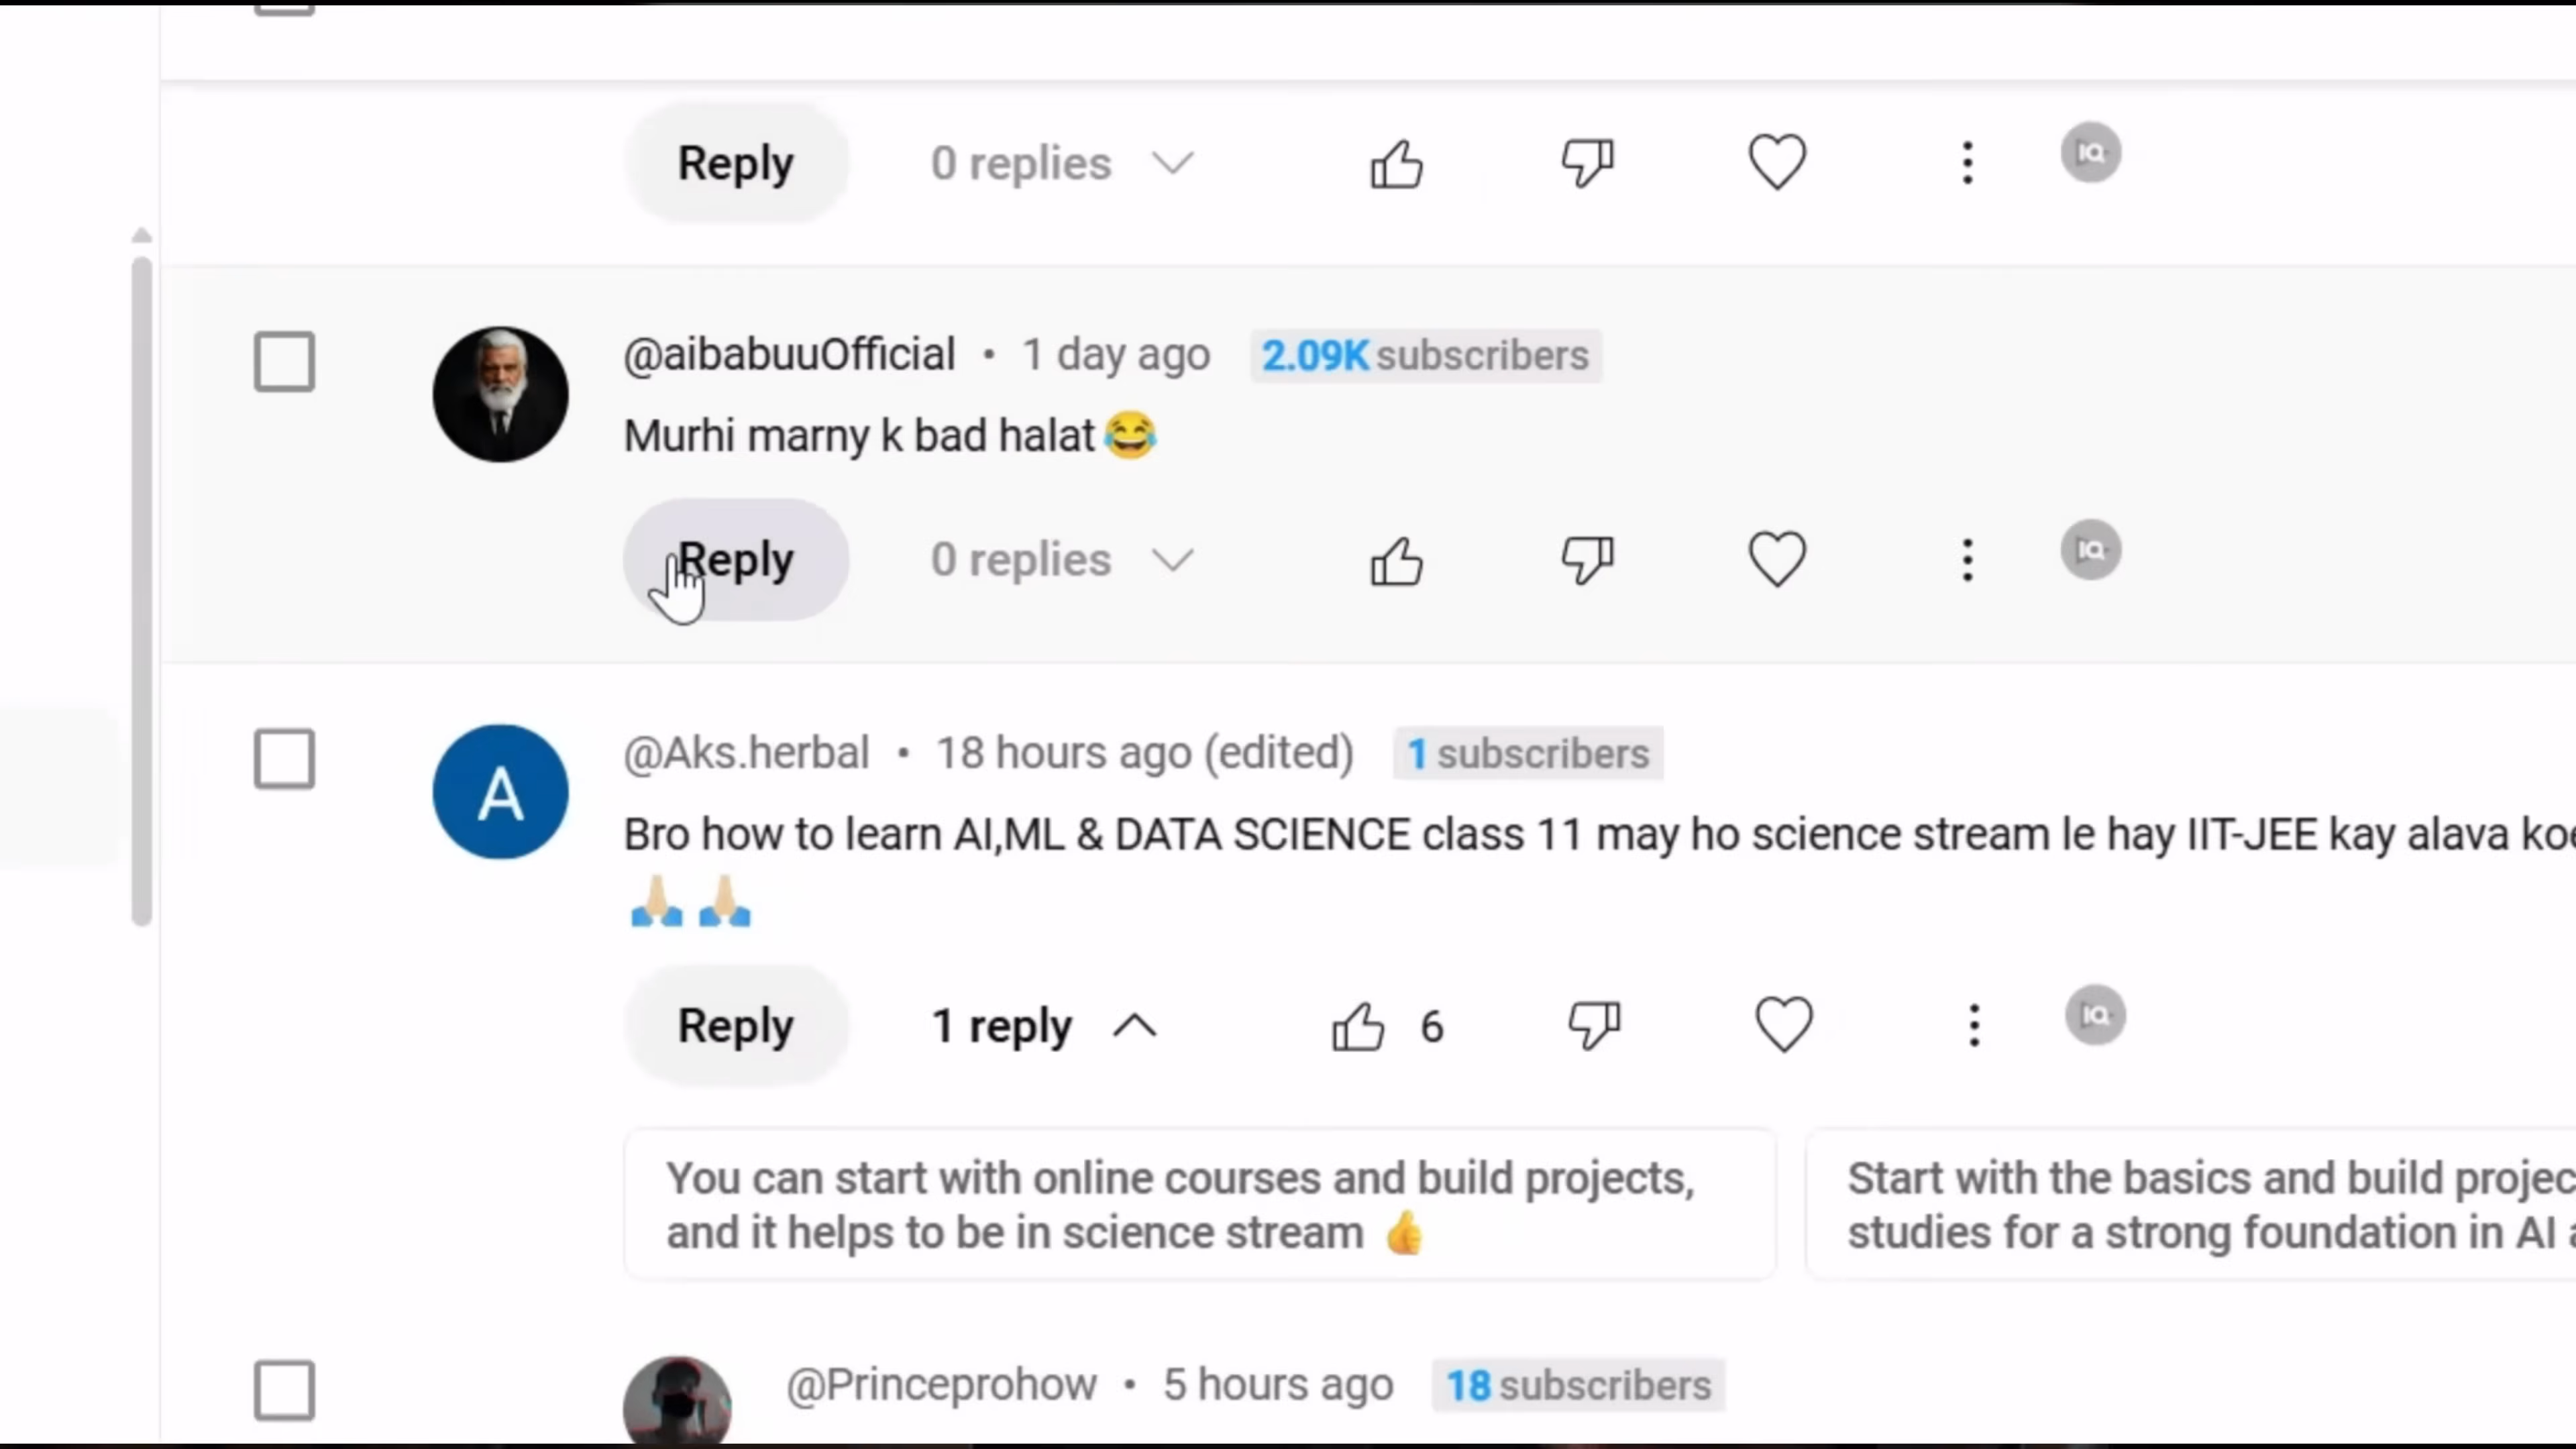 Reply 0 replies IQ
@aibabuuOfficial • 1 day ago 2.09K subscribers
Murhi marny k bad halat😂
Reply 0 replies IQ
A
@Aks.herbal • 18 hours ago (edited) 1 subscribers
Bro how to learn AI,ML & DATA SCIENCE class 11 may ho science stream le hay IIT-JEE kay alava
🙏🏼🙏🏼
Reply 1 reply 6 IQ
You can start with online courses and build projects,
and it helps to be in science stream 👍
Start with the basics and build
studies for a strong foundation in AI
@Princeprohow • 5 hours ago 18 subscribers